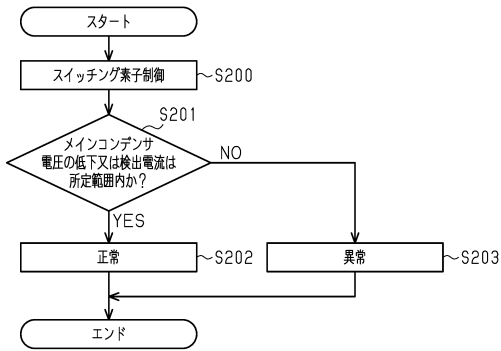 スタート
スイッチング素子制御
S200
S201
メインコンデンサ
電圧の低下又は検出電流は
所定範囲内か?
NO
YES
正常
S202
異常
S203
エンド